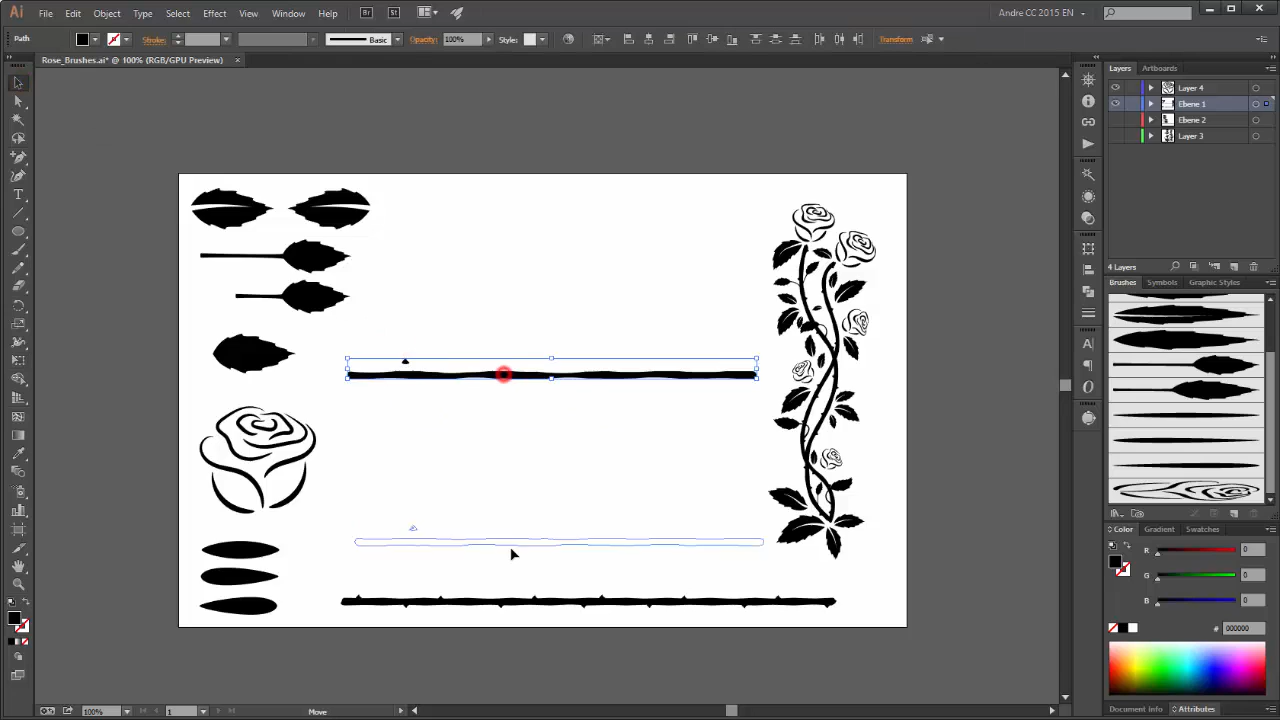 Ai File Edit Object Type Select Effect View Window Help Br St Andre CC 2015 EN
Path Stroke: Basic Opacity: 100% Style: Transform
Rose_Brushes.ai* @ 100% (RGB/GPU Preview) ×
Layers Artboards
Layer 4
Ebene 1
Ebene 2
Layer 3
4 Layers
Brushes Symbols Graphic Styles
Color Gradient Swatches
R 0
G 0
B 0
# 000000
100% 1 Move
Document Info Attributes